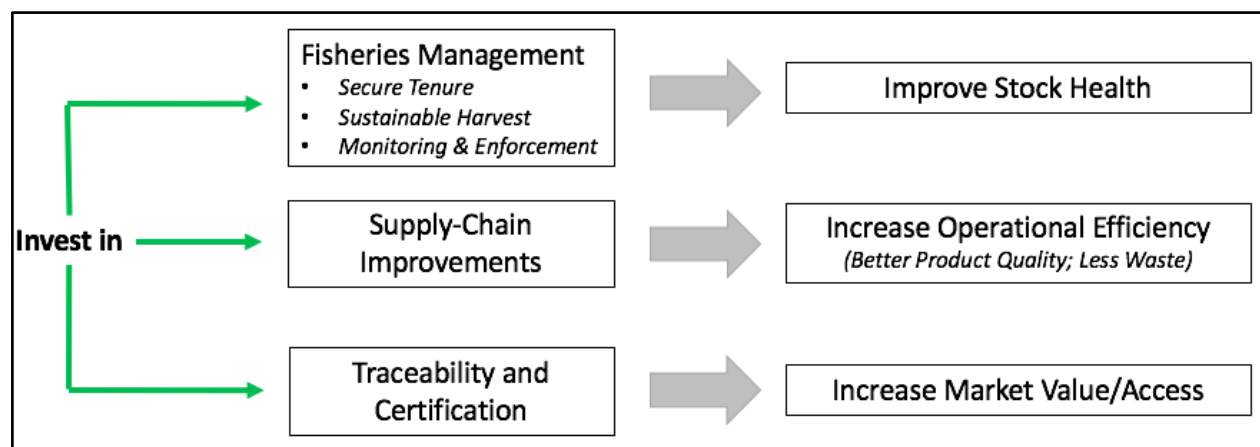 Fisheries Management
• Secure Tenure
• Sustainable Harvest
• Monitoring & Enforcement
Improve Stock Health
Invest in
Supply-Chain
Improvements
Increase Operational Efficiency
(Better Product Quality; Less Waste)
Traceability and
Certification
Increase Market Value/Access